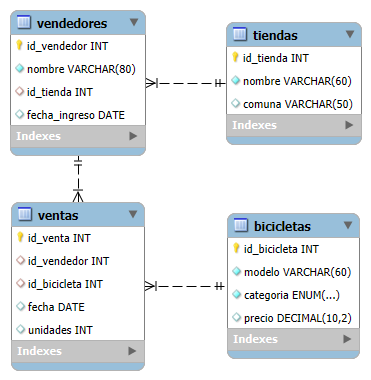 vendedores
id_vendedor INT
nombre VARCHAR(80)
id_tienda INT
fecha_ingreso DATE
Indexes
tiendas
id_tienda INT
nombre VARCHAR(60)
comuna VARCHAR(50)
Indexes
ventas
id_venta INT
id_vendedor INT
id_bicicleta INT
fecha DATE
unidades INT
Indexes
bicicletas
id_bicicleta INT
modelo VARCHAR(60)
categoria ENUM(...)
precio DECIMAL(10,2)
Indexes